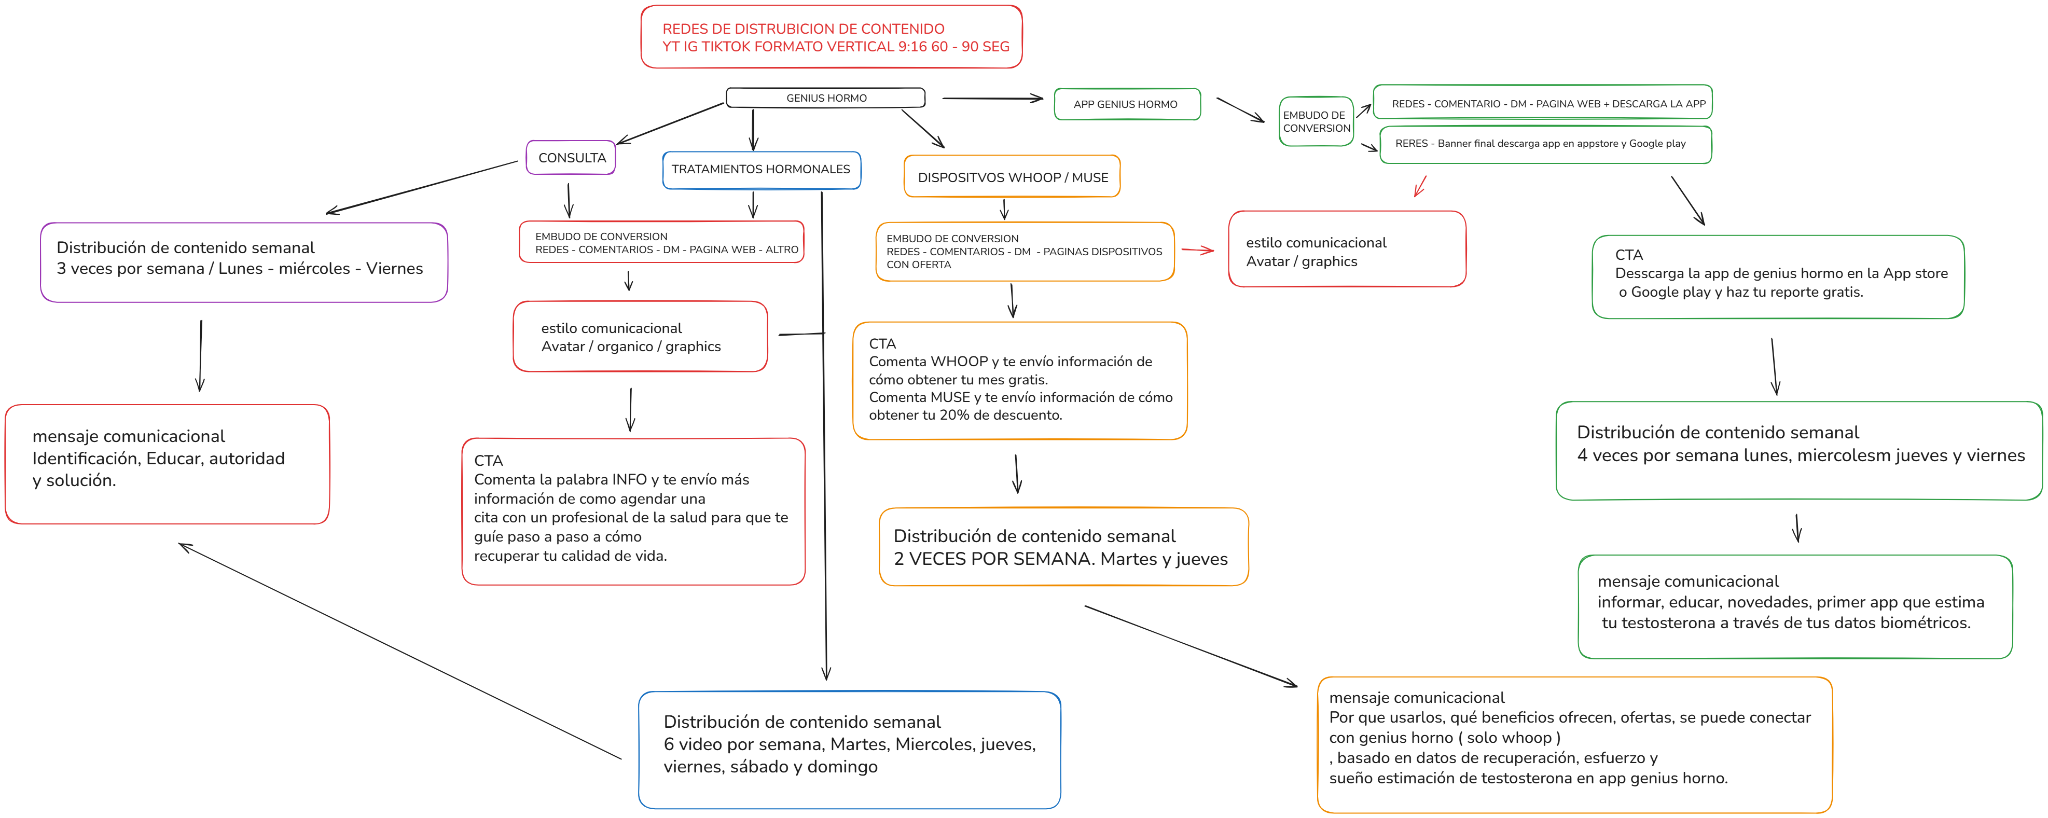 REDES DE DISTRUBICION DE CONTENIDO
YT IG TIKTOK FORMATO VERTICAL 9:16 60 - 90 SEG
GENIUS HORMO
APP GENIUS HORMO
EMBUDO DE
CONVERSION
REDES - COMENTARIO - DM - PAGINA WEB + DESCARGA LA APP
RERES - Banner final descarga app en appstore y Google play
CONSULTA
TRATAMIENTOS HORMONALES
DISPOSITVOS WHOOP / MUSE
Distribución de contenido semanal
3 veces por semana / Lunes - miércoles - Viernes
EMBUDO DE CONVERSION
REDES - COMENTARIOS - DM - PAGINA WEB - ALTRO
EMBUDO DE CONVERSION
REDES - COMENTARIOS - DM  - PAGINAS DISPOSITIVOS
CON OFERTA
estilo comunicacional
Avatar / graphics
CTA
Desscarga la app de genius hormo en la App store
o Google play y haz tu reporte gratis.
estilo comunicacional
Avatar / organico / graphics
CTA
Comenta WHOOP y te envío información de
cómo obtener tu mes gratis.
Comenta MUSE y te envío información de cómo
obtener tu 20% de descuento.
mensaje comunicacional
Identificación, Educar, autoridad
y solución.
CTA
Comenta la palabra INFO y te envío más
información de como agendar una
cita con un profesional de la salud para que te
guíe paso a paso a cómo
recuperar tu calidad de vida.
Distribución de contenido semanal
4 veces por semana lunes, miercolesm jueves y viernes
Distribución de contenido semanal
2 VECES POR SEMANA. Martes y jueves
mensaje comunicacional
informar, educar, novedades, primer app que estima
tu testosterona a través de tus datos biométricos.
Distribución de contenido semanal
6 video por semana, Martes, Miercoles, jueves,
viernes, sábado y domingo
mensaje comunicacional
Por que usarlos, qué beneficios ofrecen, ofertas, se puede conectar
con genius horno ( solo whoop )
, basado en datos de recuperación, esfuerzo y
sueño estimación de testosterona en app genius horno.